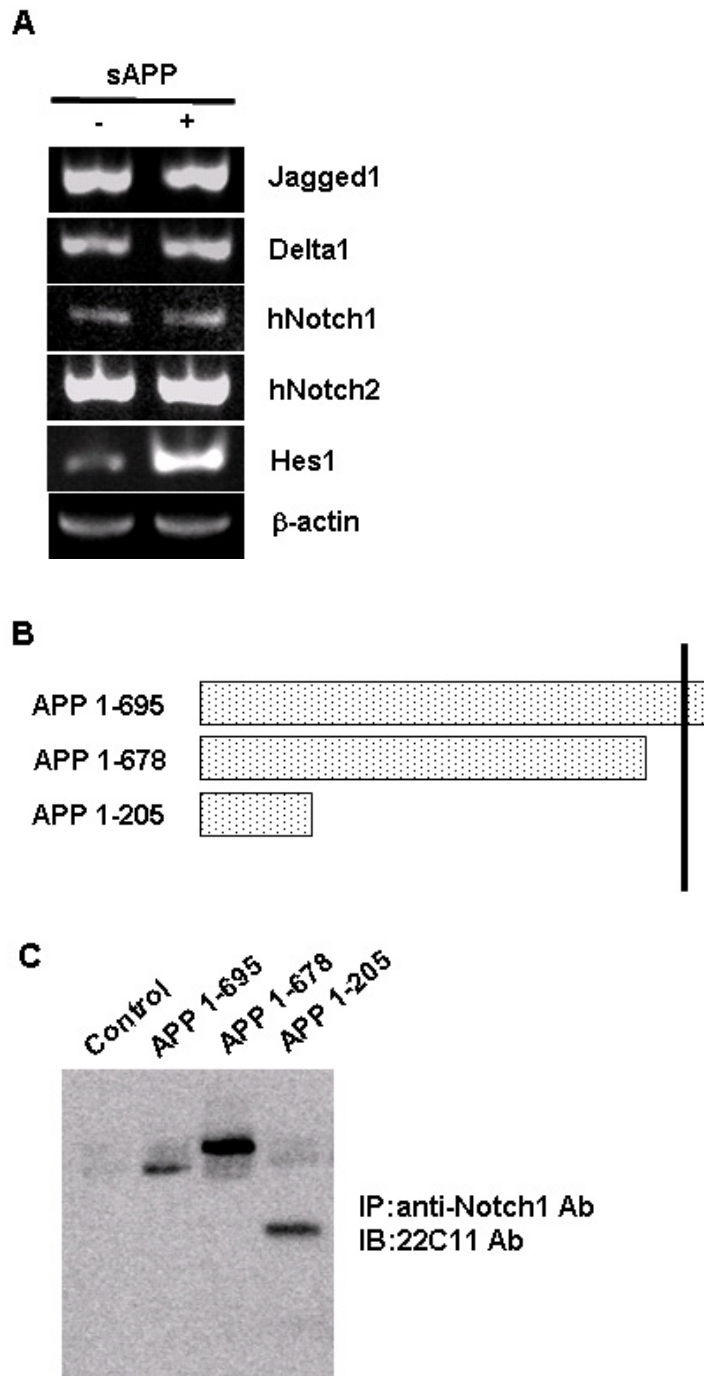 A
sAPP
- +
Jagged1
Delta1
hNotch1
hNotch2
Hes1
β-actin
B
APP 1-695
APP 1-678
APP 1-205
C
Control
APP 1-695
APP 1-678
APP 1-205
IP:anti-Notch1 Ab
IB:22C11 Ab